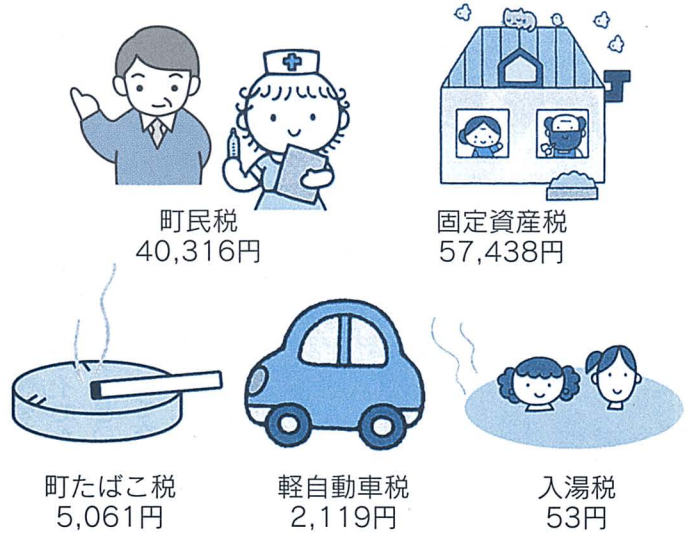 町民税
40,316円
固定資産税
57,438円
町たばこ税
5,061円
軽自動車税
2,119円
入湯税
53円